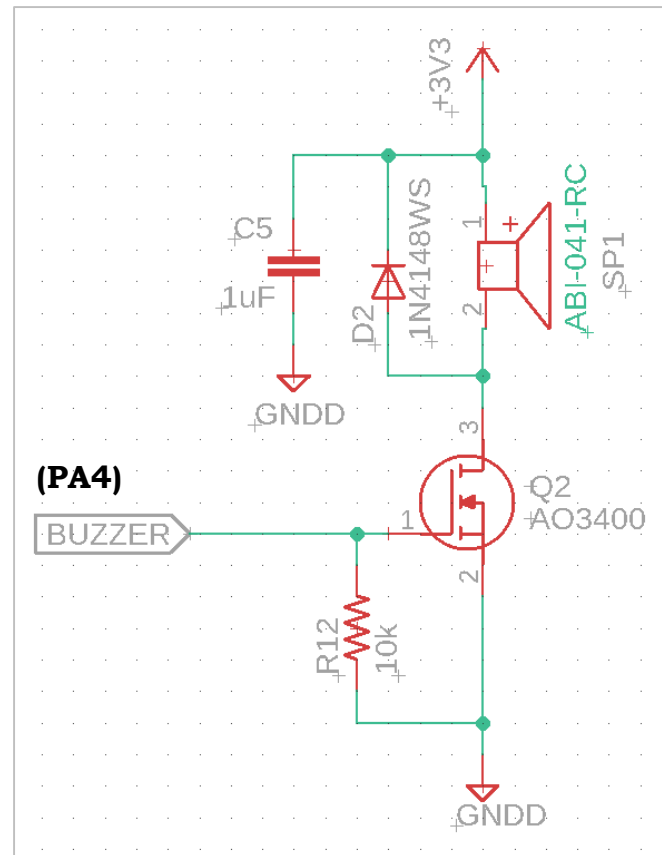 +3V3
C5
1uF
D2
1N4148WS
1
+
2
ABI-041-RC
SP1
GNDD
3
(PA4)
BUZZER
1
Q2
AO3400
2
R12
10k
GNDD